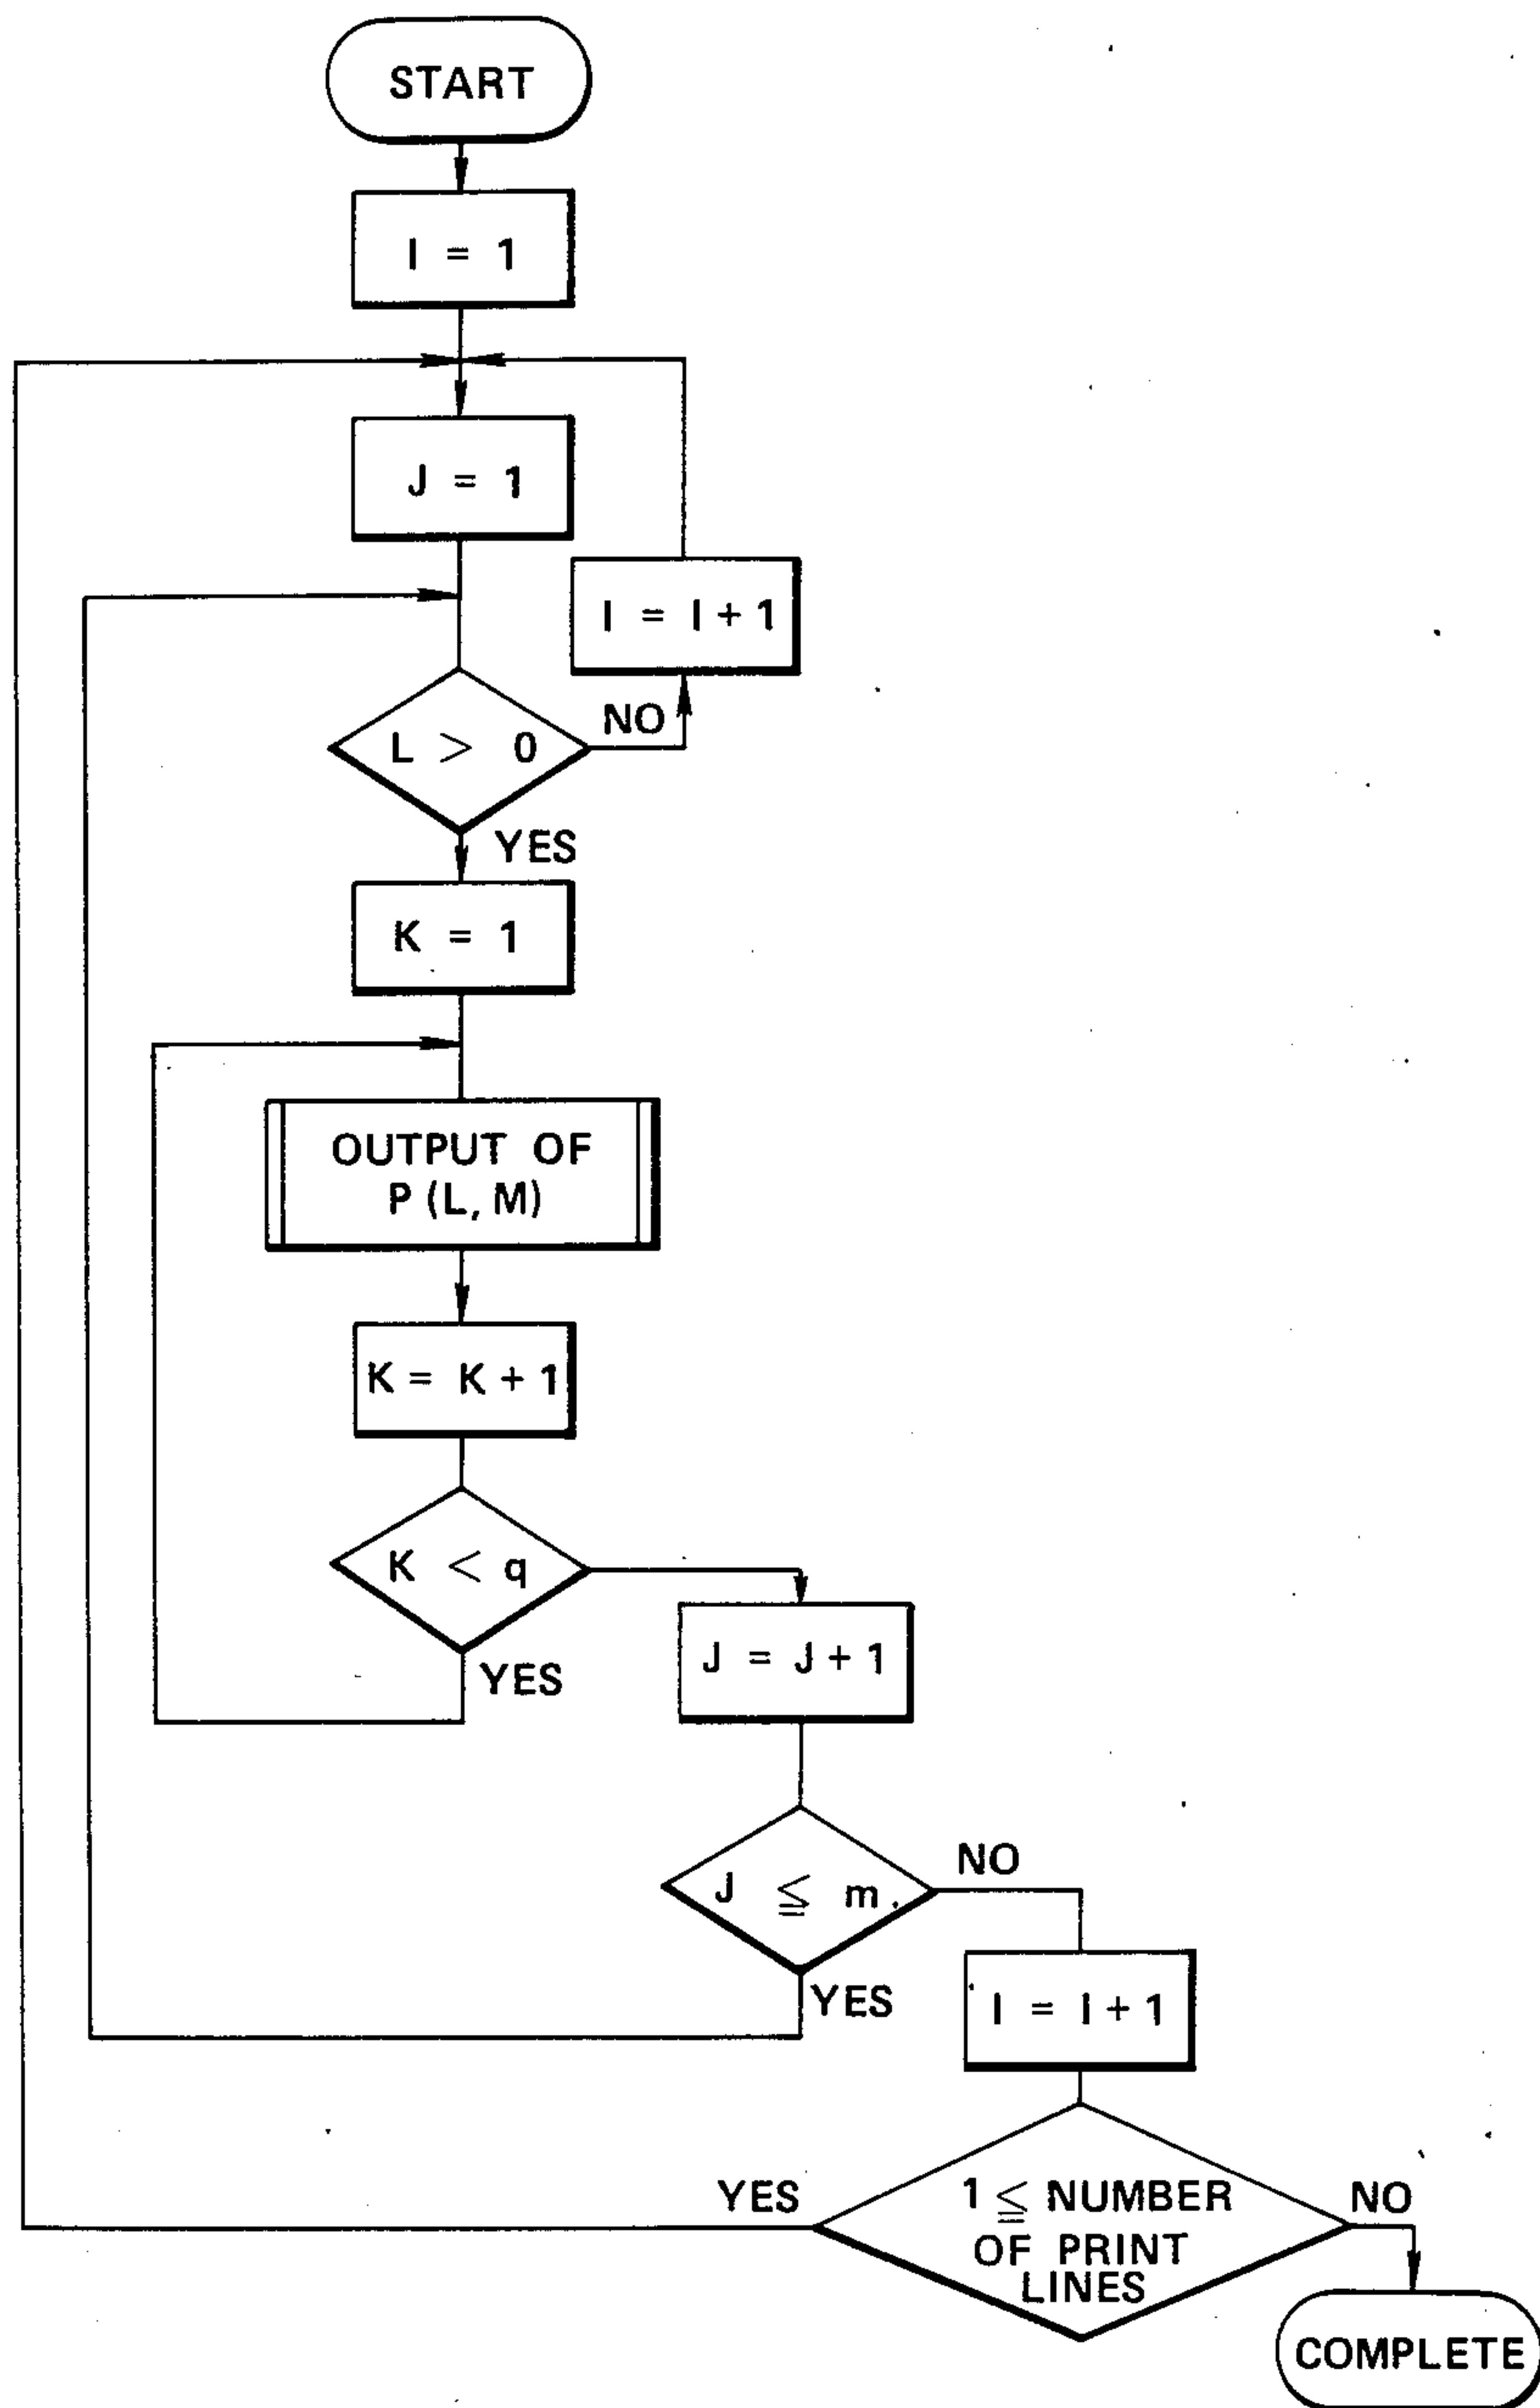 START
I = 1
J = 1
I = I + 1
NO
L > 0
YES
K = 1
OUTPUT OF
P (L, M)
K = K + 1
K < q
YES
J = J + 1
NO
J ≦ m
YES
I = I + 1
YES
1 ≦ NUMBER
OF PRINT
LINES
NO
COMPLETE